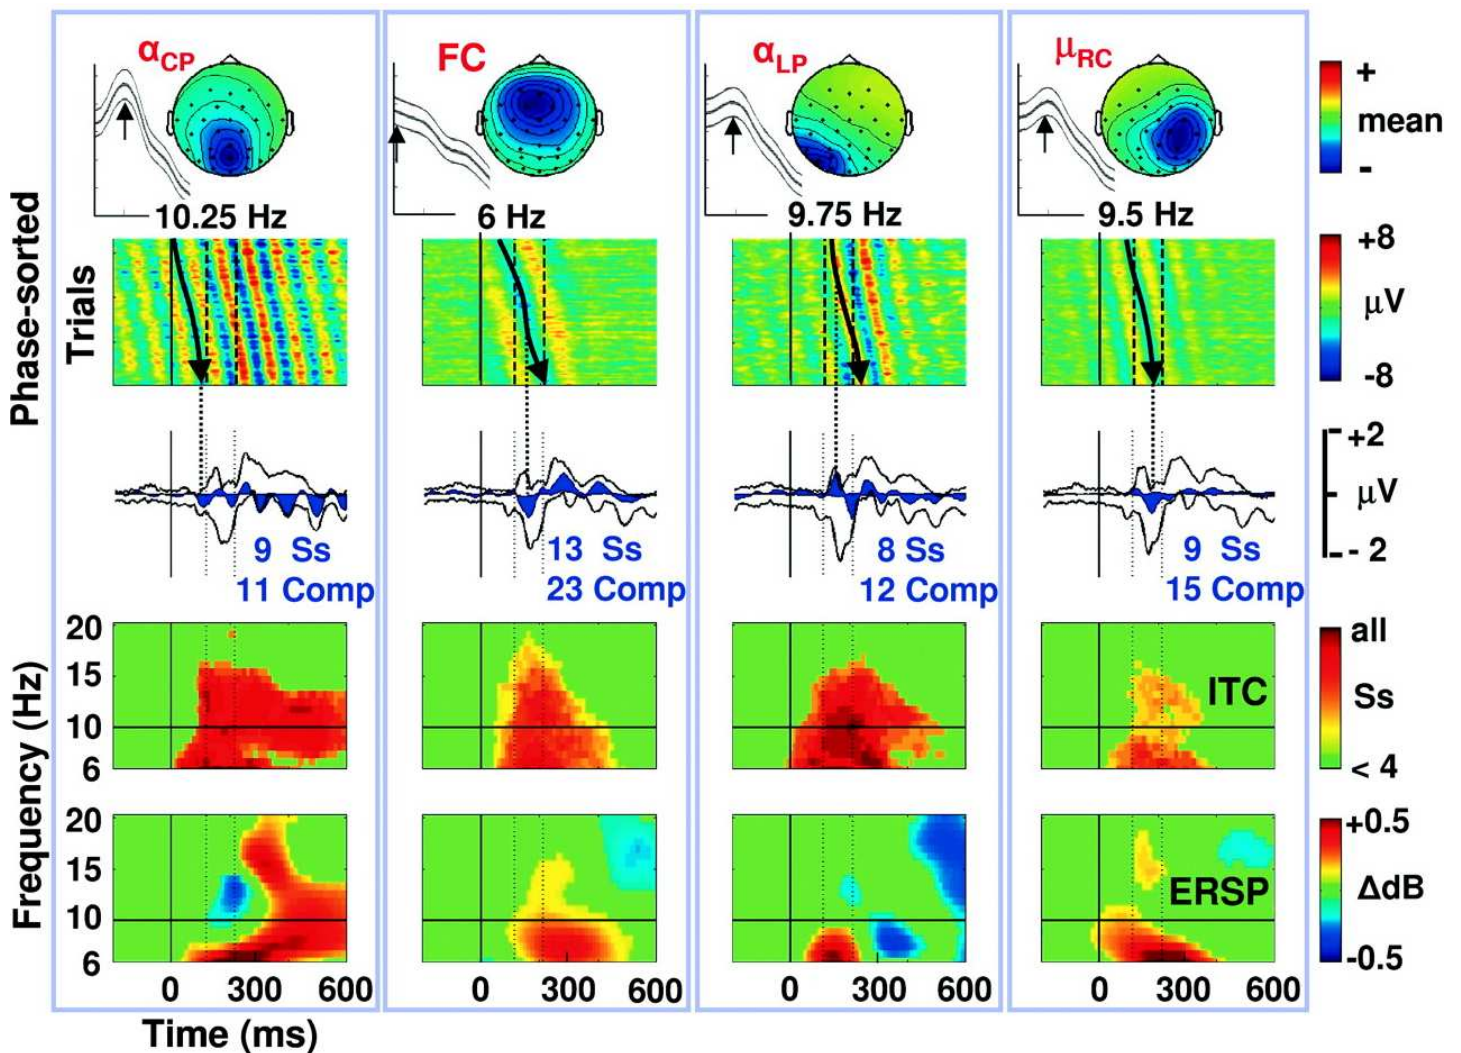 αCP FC αLP μRC
+
mean
-
10.25 Hz 6 Hz 9.75 Hz 9.5 Hz
Phase-sorted
Trials
+8
μV
-8
+2
μV
- 2
9 Ss 13 Ss 8 Ss 9 Ss
11 Comp 23 Comp 12 Comp 15 Comp
Frequency (Hz)
20
15
10
6
ITC
all
Ss
< 4
20
15
10
6
ERSP
+0.5
ΔdB
-0.5
0 300 600 0 300 600 0 300 600 0 300 600
Time (ms)